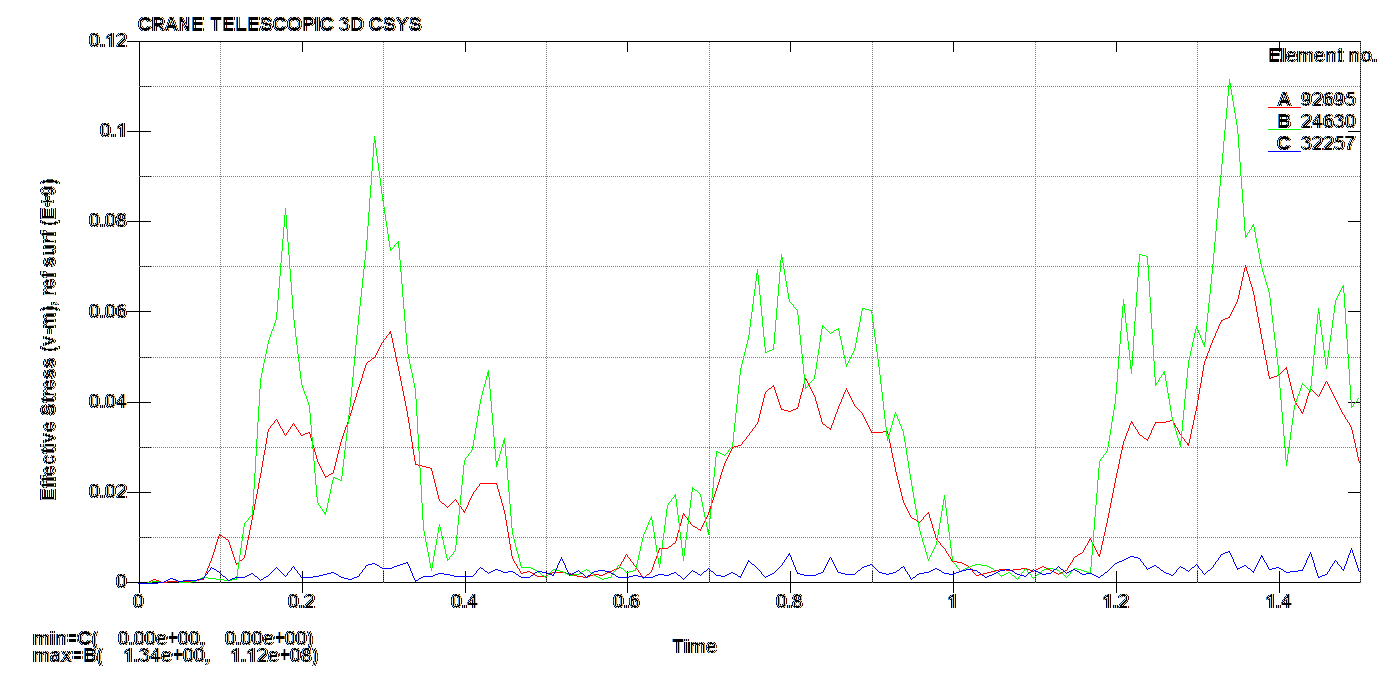 CRANE TELESCOPIC 3D CSYS
Element no.
A 92695
B 24630
C 32257
Effective Stress (v-m), ref surf (E+9)
0.12
0.1
0.08
0.06
0.04
0.02
0
0 0.2 0.4 0.6 0.8 1 1.2 1.4
Time
min=C( 0.00e+00, 0.00e+00)
max=B( 1.34e+00, 1.12e+08)